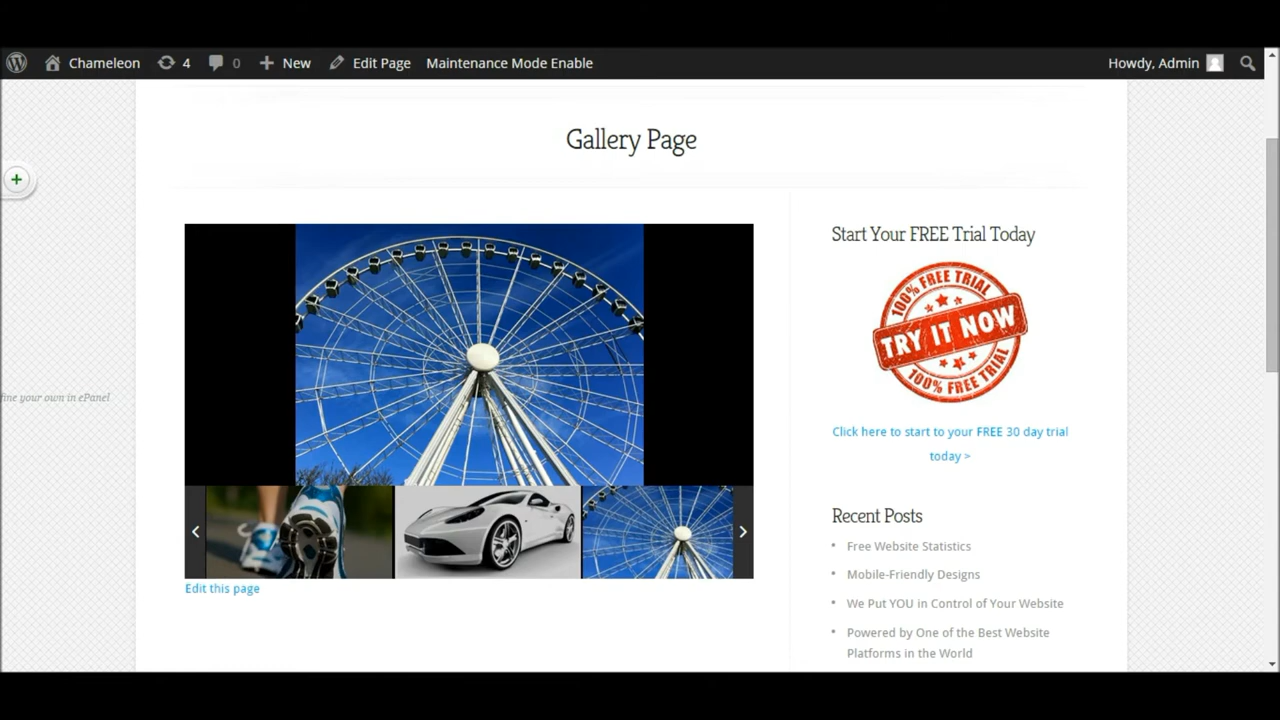 Chameleon 4 0 New Edit Page Maintenance Mode Enable Howdy, Admin
Gallery Page
fine your own in ePanel
Start Your FREE Trial Today
100% FREE TRIAL
TRY IT NOW
100% FREE TRIAL
Click here to start to your FREE 30 day trial
today >
Edit this page
Recent Posts
Free Website Statistics
Mobile-Friendly Designs
We Put YOU in Control of Your Website
Powered by One of the Best Website
Platforms in the World